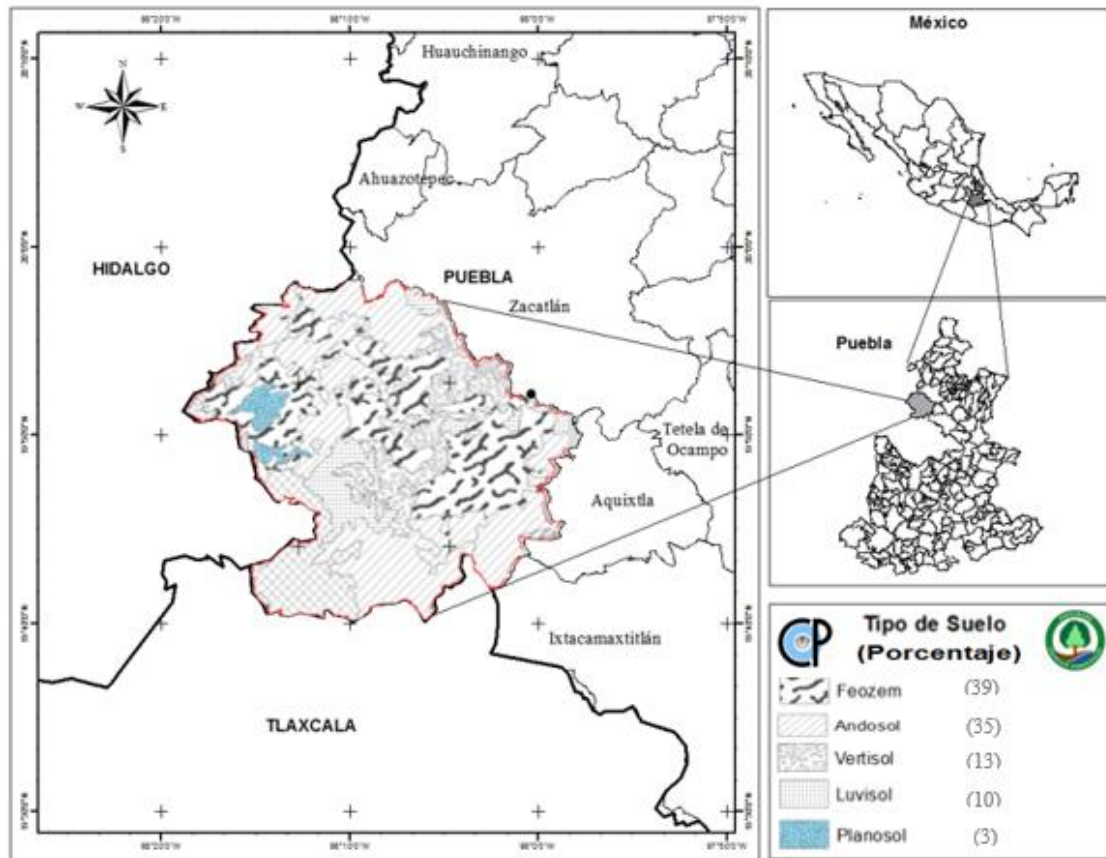 México
Huauchinango
N
W
E
S
Ahuazotepec
HIDALGO
PUEBLA
Zacatlán
Puebla
Tetela de
Ocampo
Aquixtla
Ixtacamaxtitlán
TLAXCALA
CP
Tipo de Suelo
(Porcentaje)
Feozem (39)
Andosol (35)
Vertisol (13)
Luvisol (10)
Planosol (3)